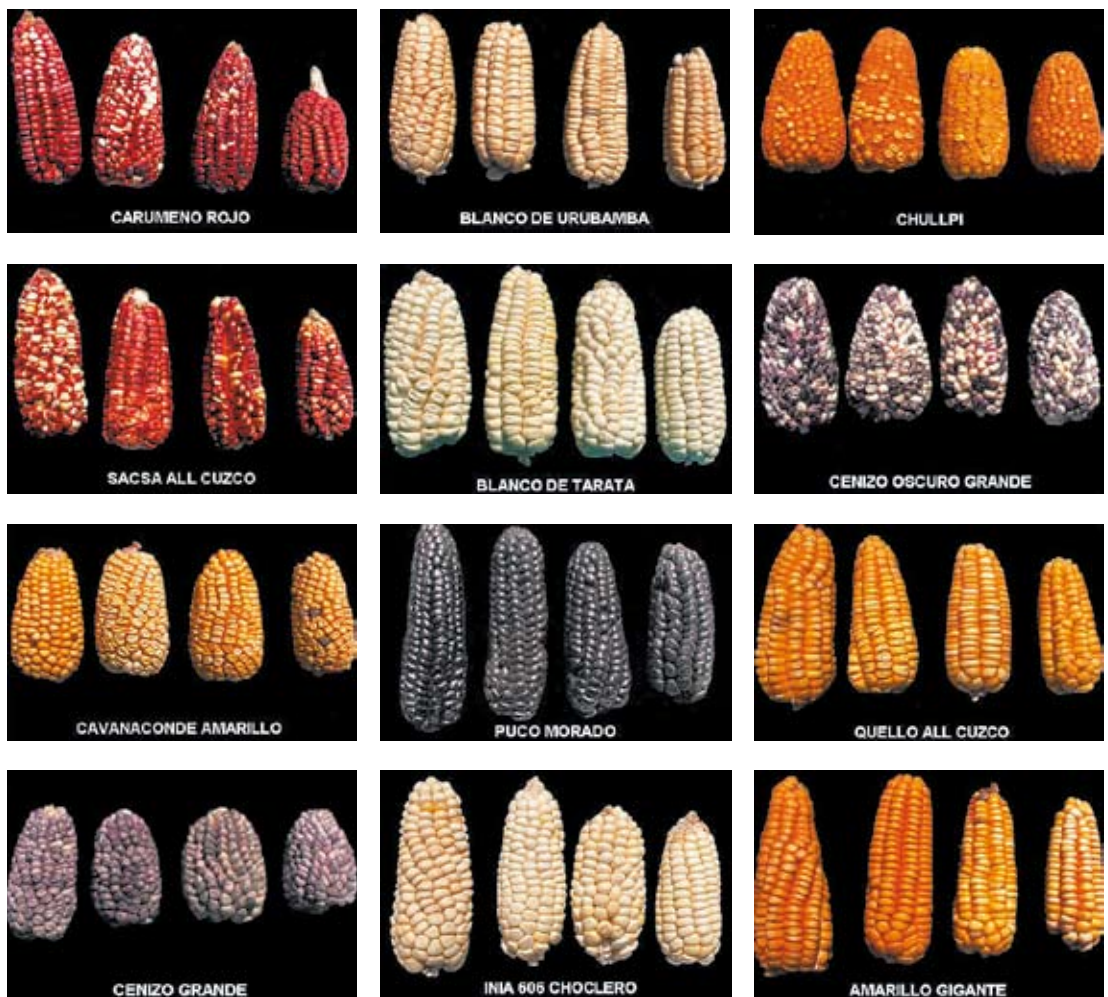 CARUMENO ROJO
BLANCO DE URUBAMBA
CHULLPI
SACSA ALL CUZCO
BLANCO DE TARATA
CENIZO OSCURO GRANDE
CAVANACONDE AMARILLO
PUCO MORADO
QUELLO ALL CUZCO
CENIZO GRANDE
INIA 606 CHOCLERO
AMARILLO GIGANTE